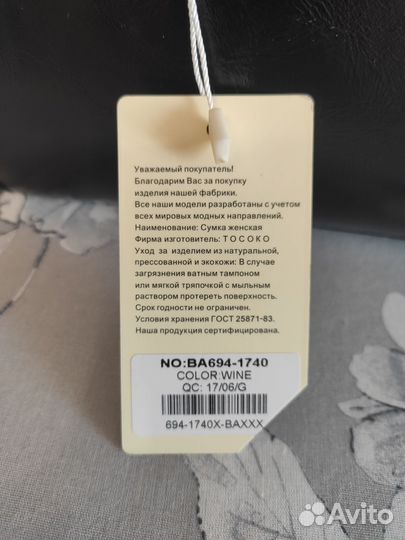 Уважаемый покупатель!
Благодарим Вас за покупку
изделия нашей фабрики.
Все наши модели разработаны с учетом
всех мировых модных направлений.
Наименование: Сумка женская
Фирма изготовитель: T O C O K O
Уход за изделием из натуральной,
прессованной и экокожи: В случае
загрязнения ватным тампоном
или мягкой тряпочкой с мыльным
раствором протереть поверхность.
Срок годности не ограничен.
Условия хранения ГОСТ 25871-83.
Наша продукция сертифицирована.
NO:BA694-1740
COLOR:WINE
QC: 17/06/G
694-1740X-BAXXX
Avito